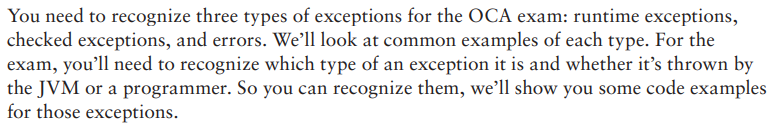 You need to recognize three types of exceptions for the OCA exam: runtime exceptions,
checked exceptions, and errors. We’ll look at common examples of each type. For the
exam, you’ll need to recognize which type of an exception it is and whether it’s thrown by
the JVM or a programmer. So you can recognize them, we’ll show you some code examples
for those exceptions.